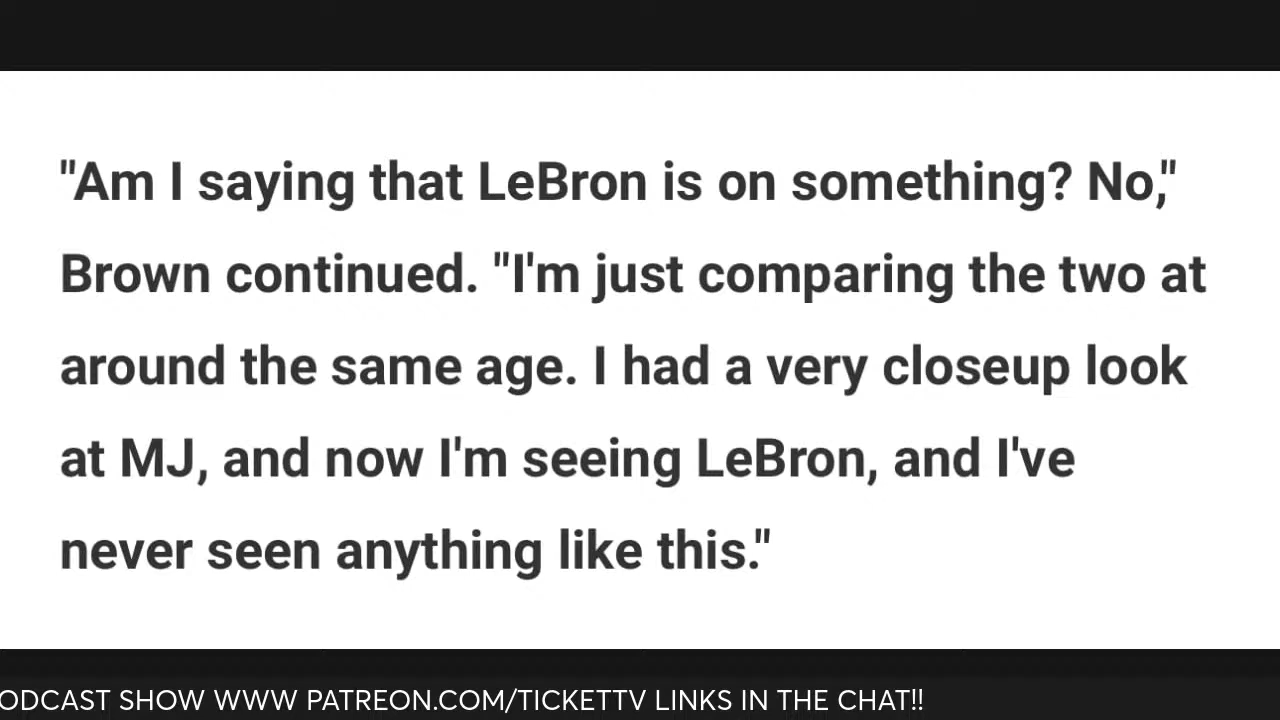 "Am I saying that LeBron is on something? No,"
Brown continued. "I'm just comparing the two at
around the same age. I had a very closeup look
at MJ, and now I'm seeing LeBron, and I've
never seen anything like this."
ODCAST SHOW WWW PATREON.COM/TICKETTV LINKS IN THE CHAT!!